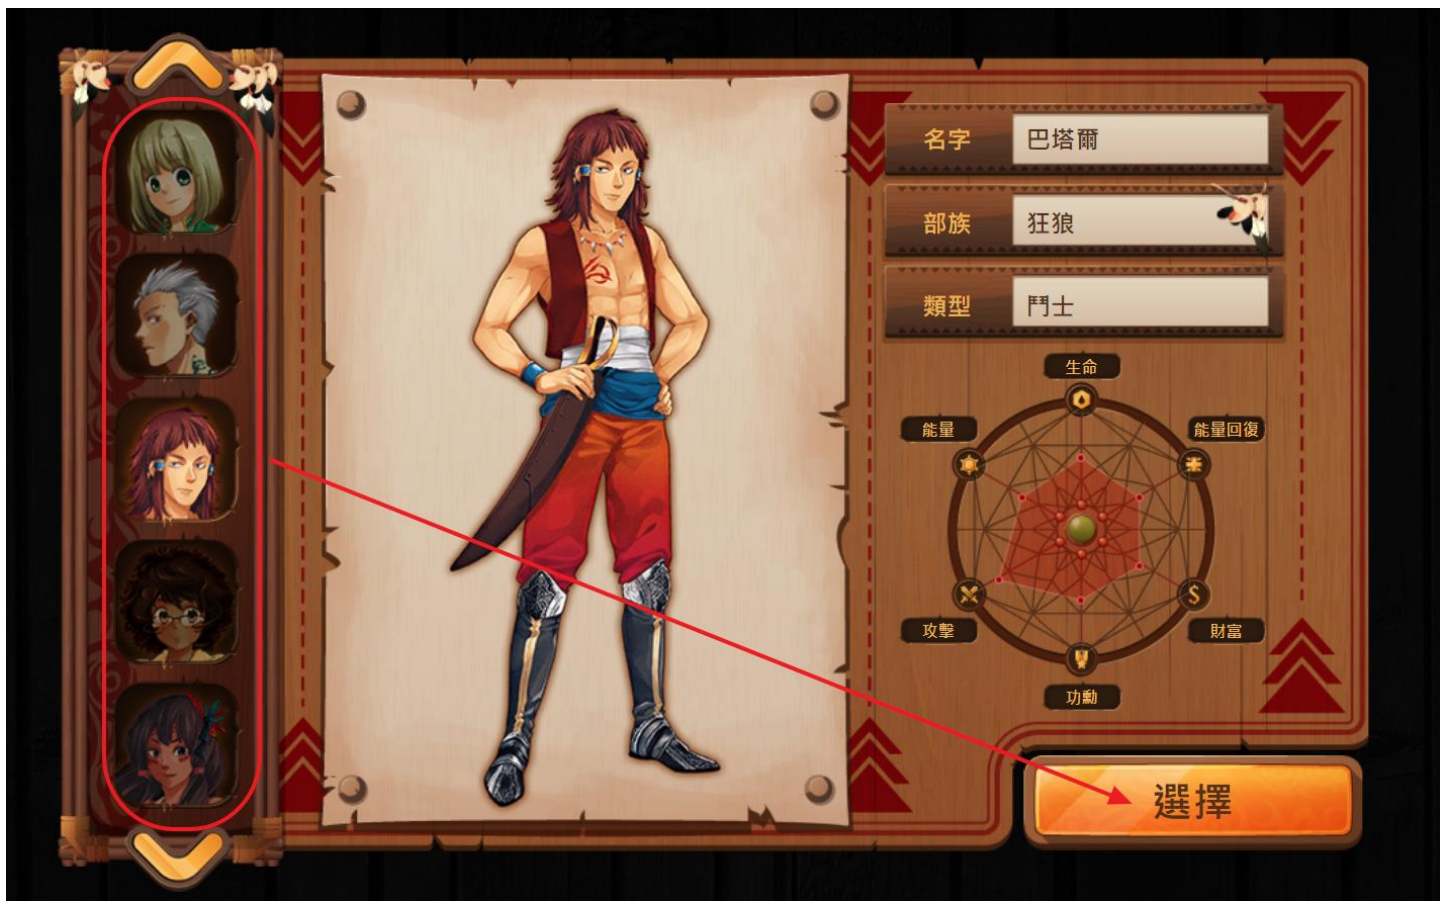 名字 巴塔爾
部族 狂狼
類型 鬥士
生命
能量 能量回復
攻擊 財富
功勳
選擇